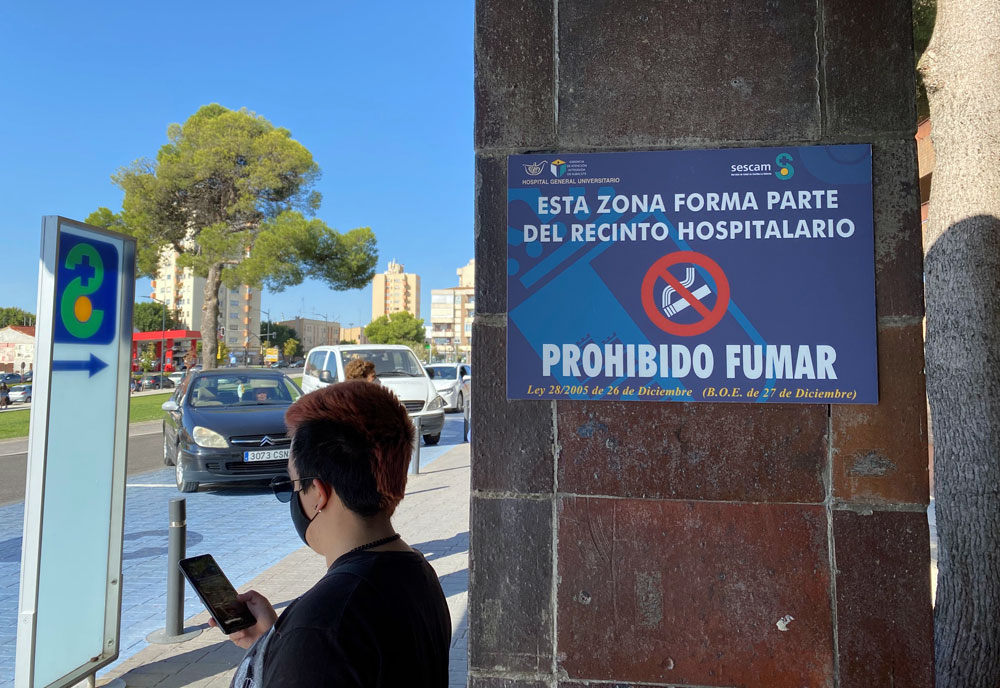 HOSPITAL GENERAL UNIVERSITARIO
sescam
ESTA ZONA FORMA PARTE
DEL RECINTO HOSPITALARIO
PROHIBIDO FUMAR
Ley 28/2005 de 26 de Diciembre (B.O.E. de 27 de Diciembre)
3073 CSN